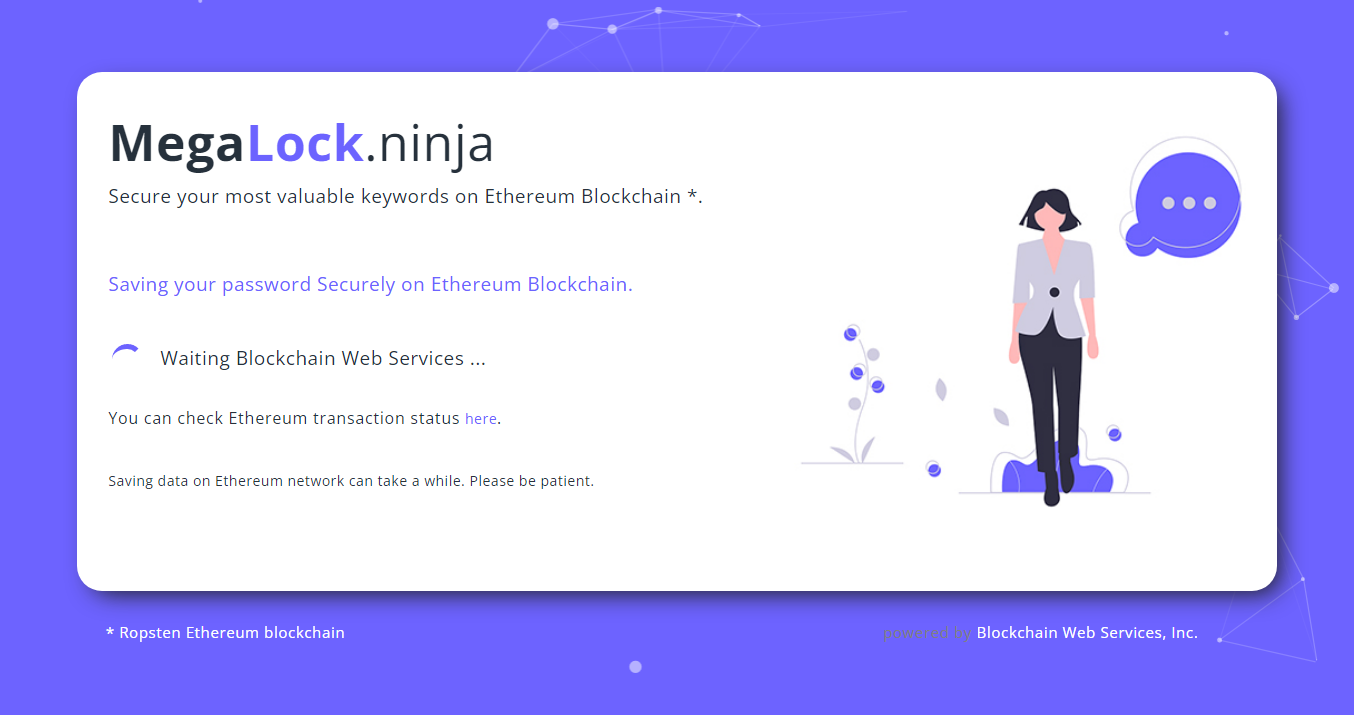 MegaLock.ninja
Secure your most valuable keywords on Ethereum Blockchain *.
Saving your password Securely on Ethereum Blockchain.
Waiting Blockchain Web Services ...
You can check Ethereum transaction status here.
Saving data on Ethereum network can take a while. Please be patient.
* Ropsten Ethereum blockchain
powered by Blockchain Web Services, Inc.